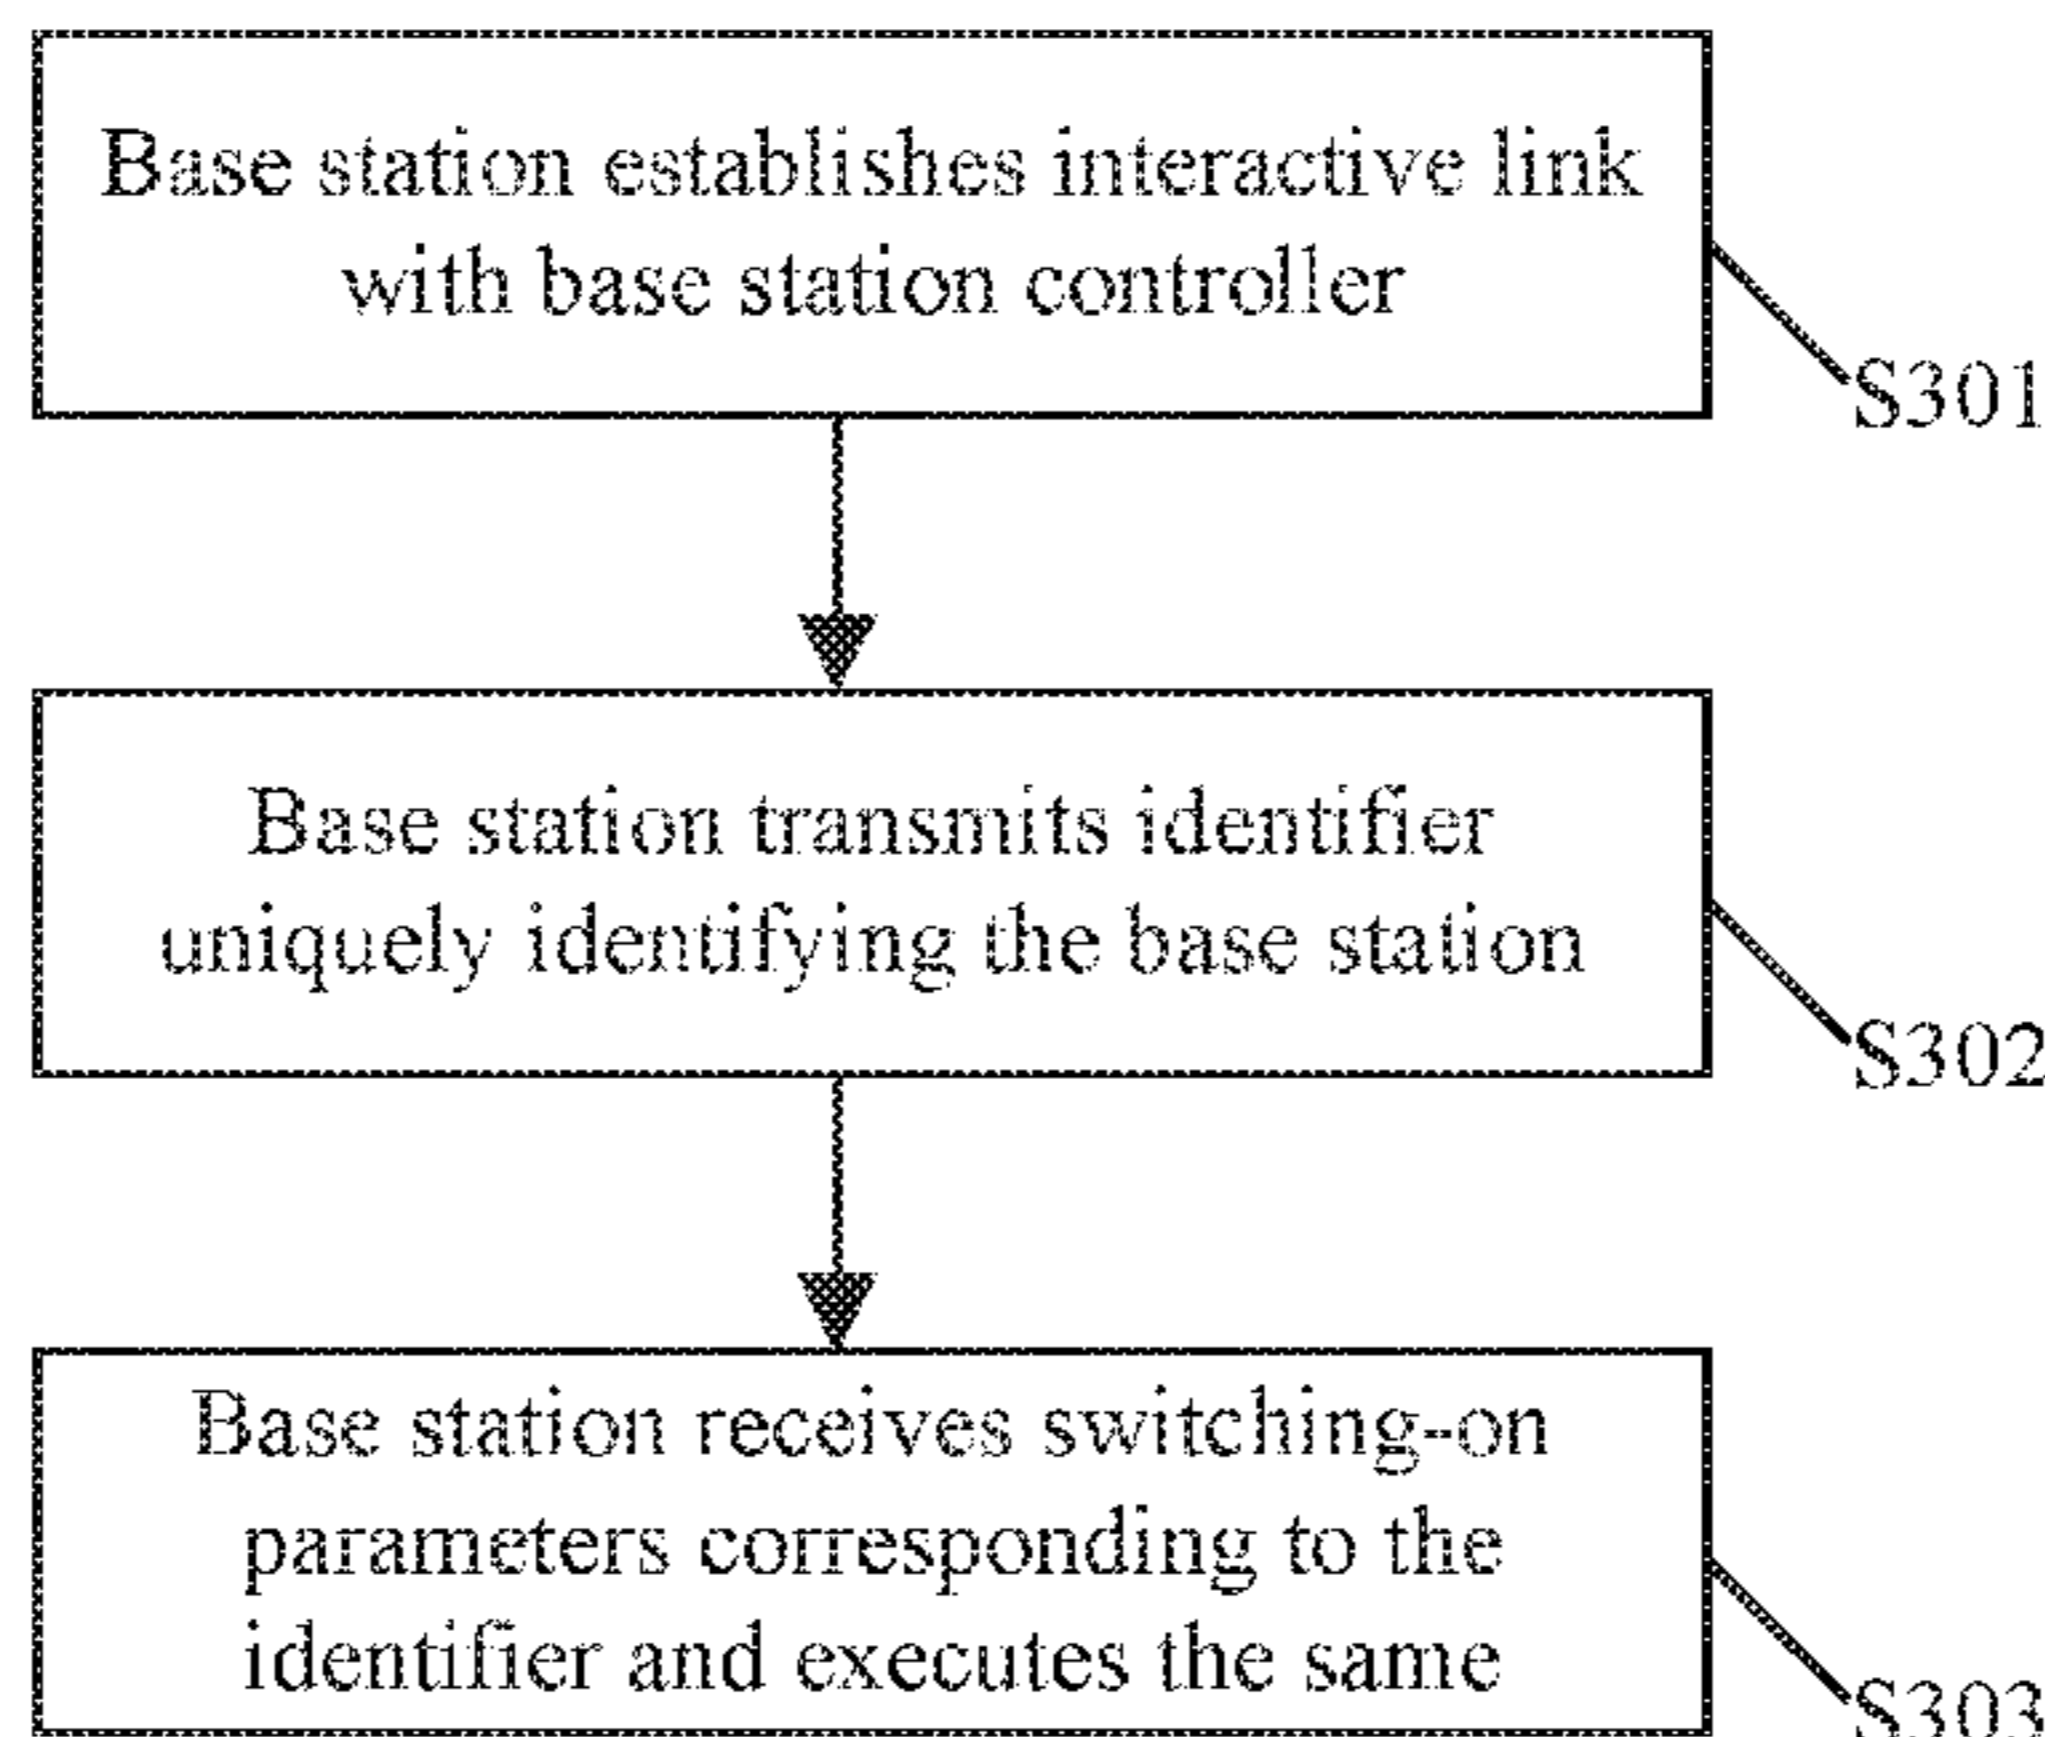 Base station establishes interactive link
with base station controller
S301
Base station transmits identifier
uniquely identifying the base station
S302
Base station receives switching-on
parameters corresponding to the
identifier and executes the same
S303